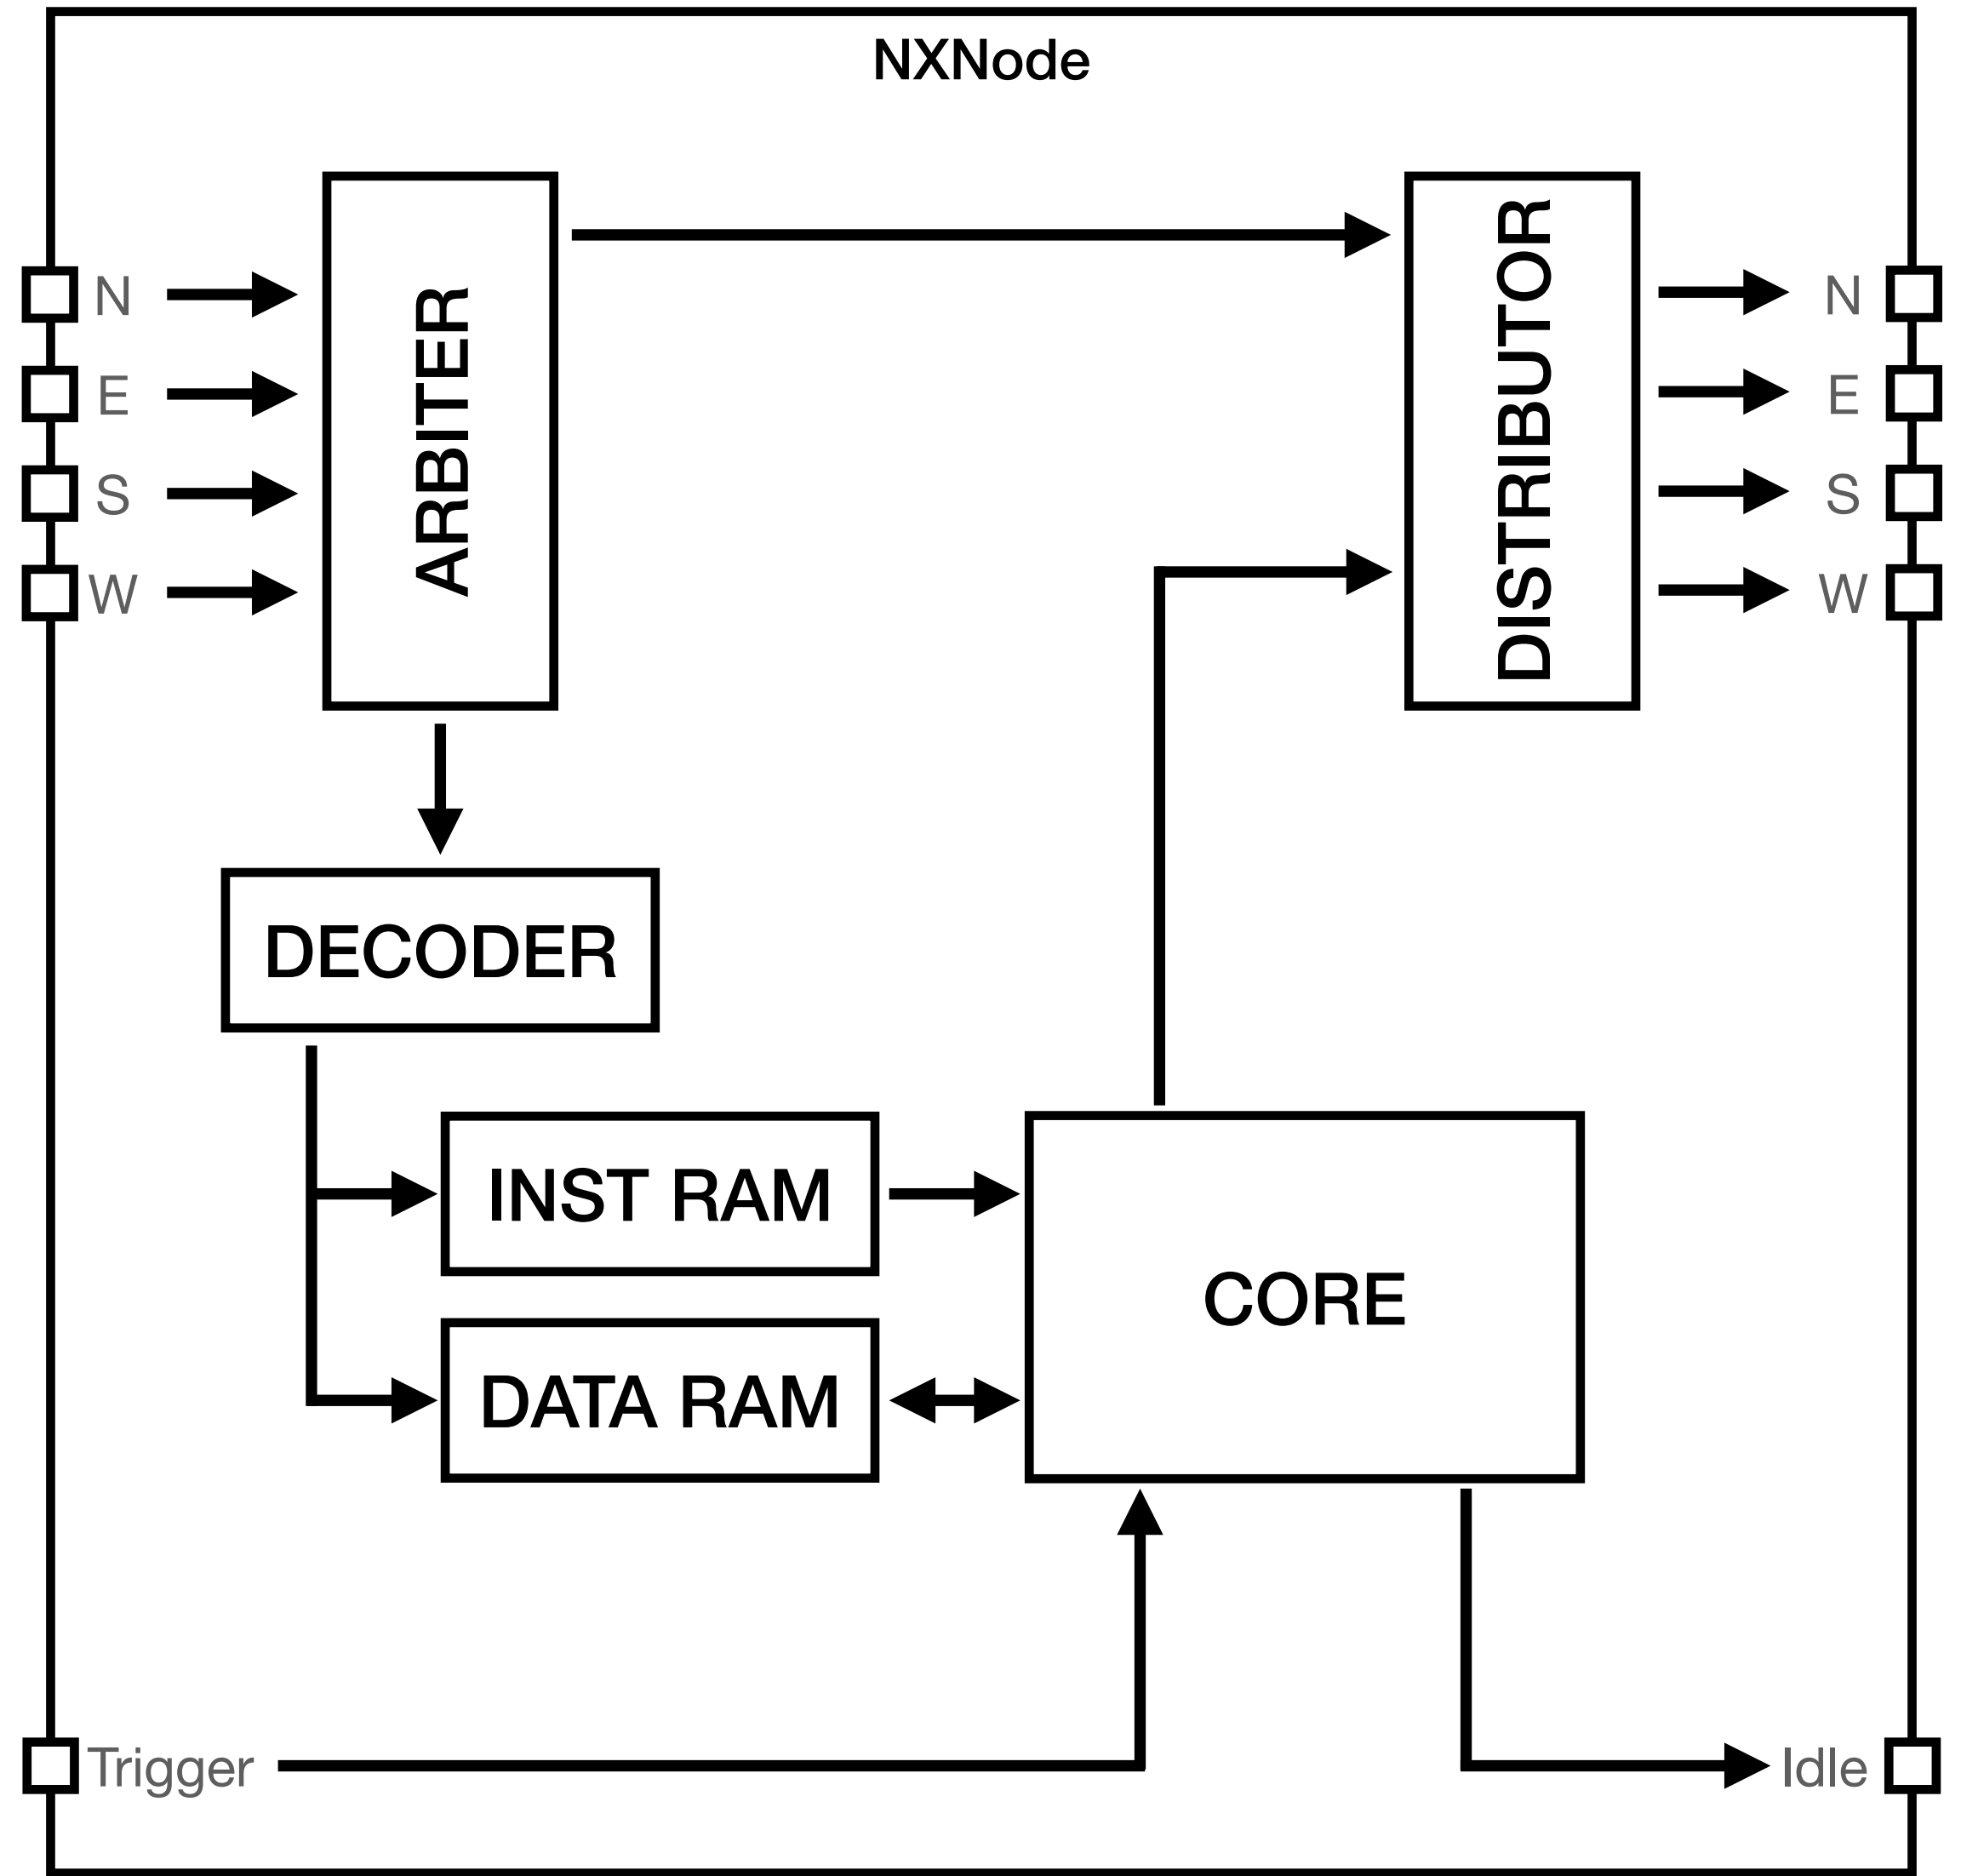 NXNode
N
E
S
W
ARBITER
DISTRIBUTOR
N
E
S
W
DECODER
INST RAM
DATA RAM
CORE
Trigger
Idle